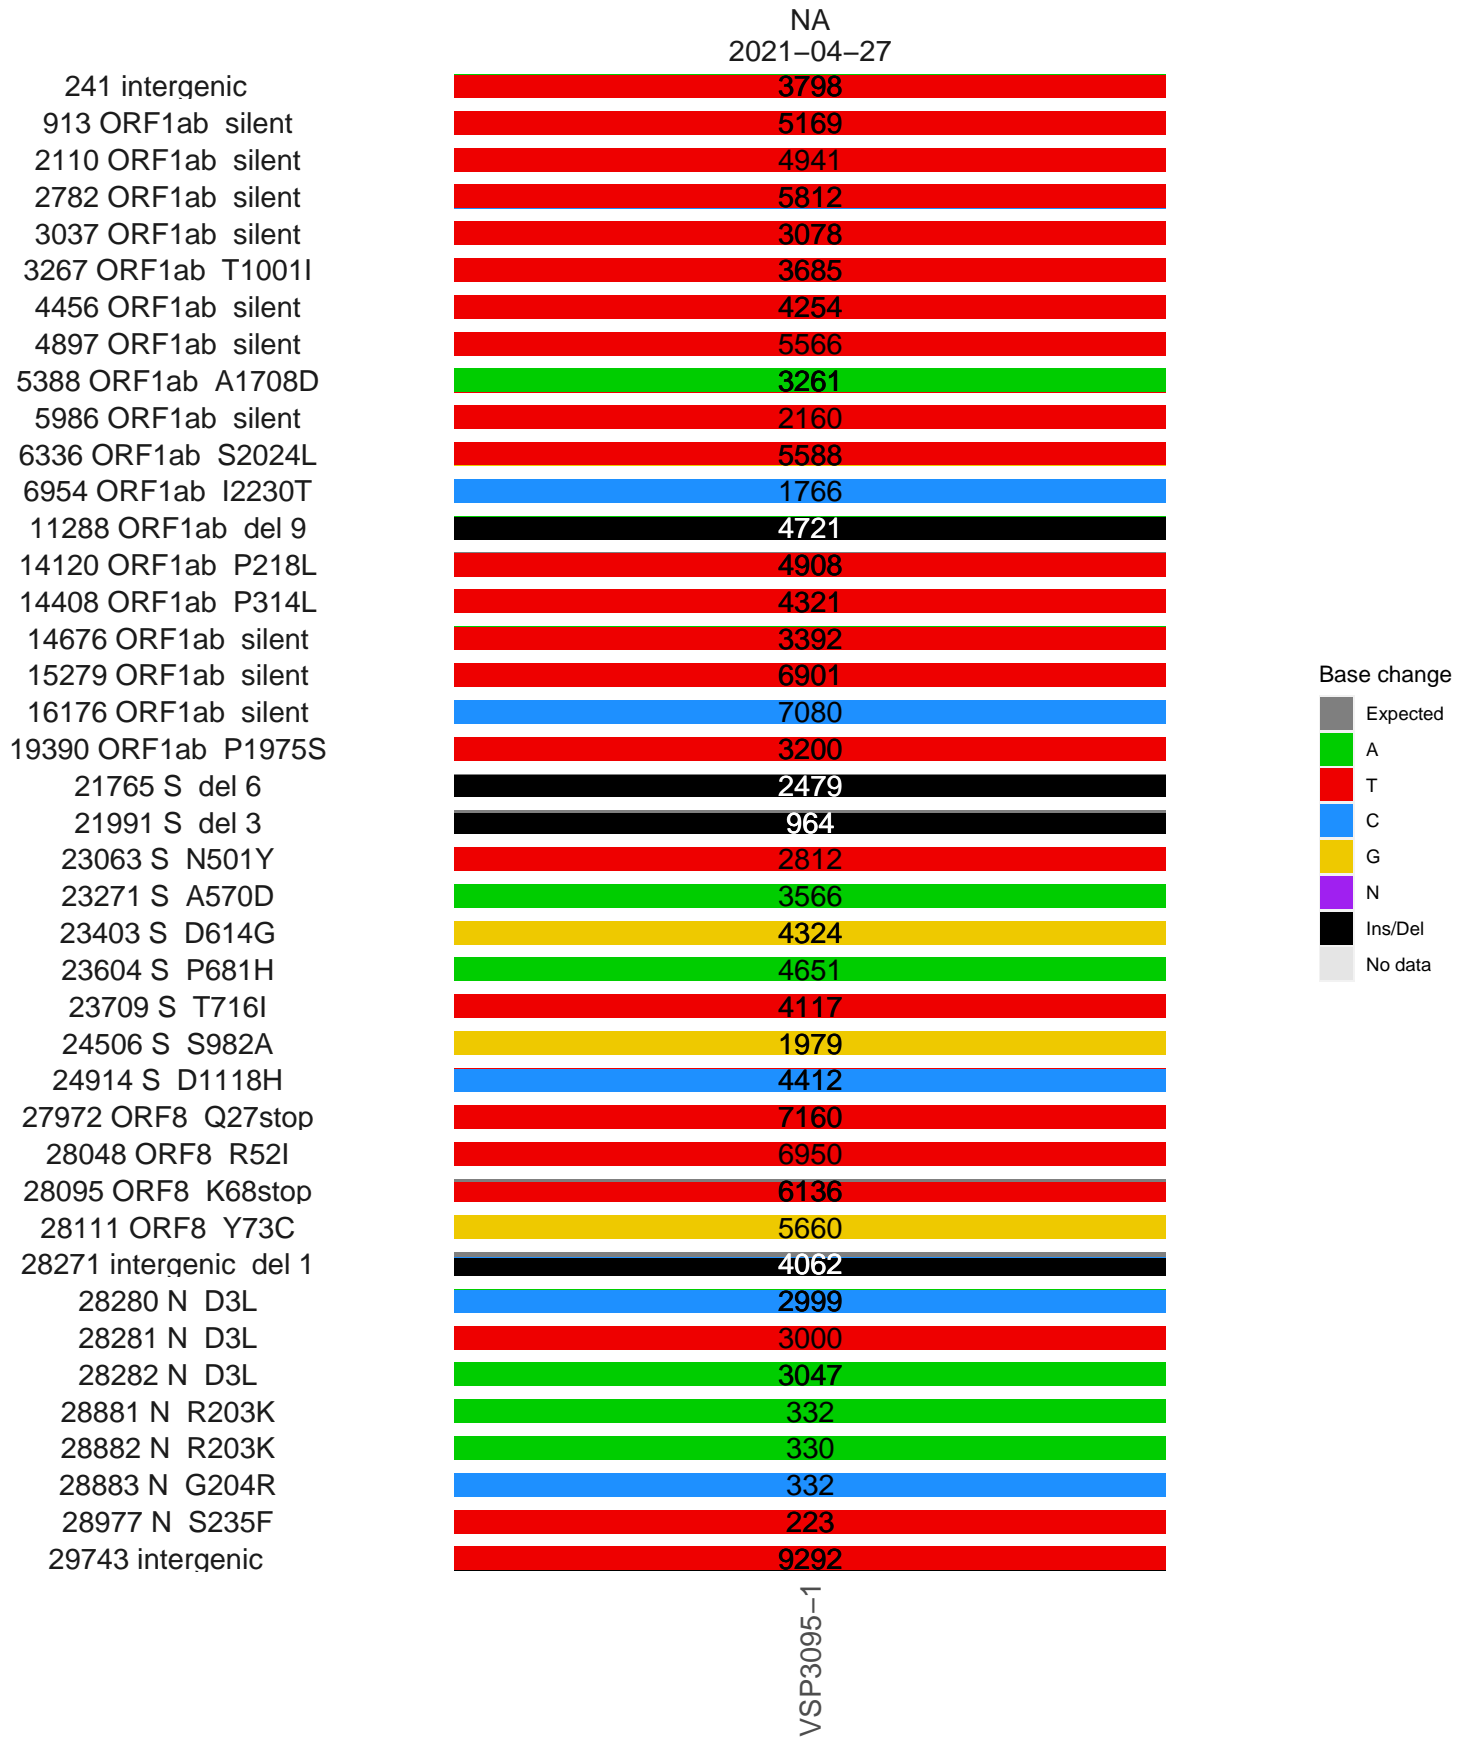 NA
2021−04−27
241 intergenic 3798
913 ORF1ab silent 5169
2110 ORF1ab silent 4941
2782 ORF1ab silent 5812
3037 ORF1ab silent 3078
3267 ORF1ab T1001I 3685
4456 ORF1ab silent 4254
4897 ORF1ab silent 5566
5388 ORF1ab A1708D 3261
5986 ORF1ab silent 2160
6336 ORF1ab S2024L 5588
6954 ORF1ab I2230T 1766
11288 ORF1ab del 9 4721
14120 ORF1ab P218L 4908
14408 ORF1ab P314L 4321
14676 ORF1ab silent 3392
15279 ORF1ab silent 6901
16176 ORF1ab silent 7080
19390 ORF1ab P1975S 3200
21765 S del 6 2479
21991 S del 3 964
23063 S N501Y 2812
23271 S A570D 3566
23403 S D614G 4324
23604 S P681H 4651
23709 S T716I 4117
24506 S S982A 1979
24914 S D1118H 4412
27972 ORF8 Q27stop 7160
28048 ORF8 R52I 6950
28095 ORF8 K68stop 6136
28111 ORF8 Y73C 5660
28271 intergenic del 1 4062
28280 N D3L 2999
28281 N D3L 3000
28282 N D3L 3047
28881 N R203K 332
28882 N R203K 330
28883 N G204R 332
28977 N S235F 223
29743 intergenic 9292
VSP3095−1
Base change
Expected
A
T
C
G
N
Ins/Del
No data